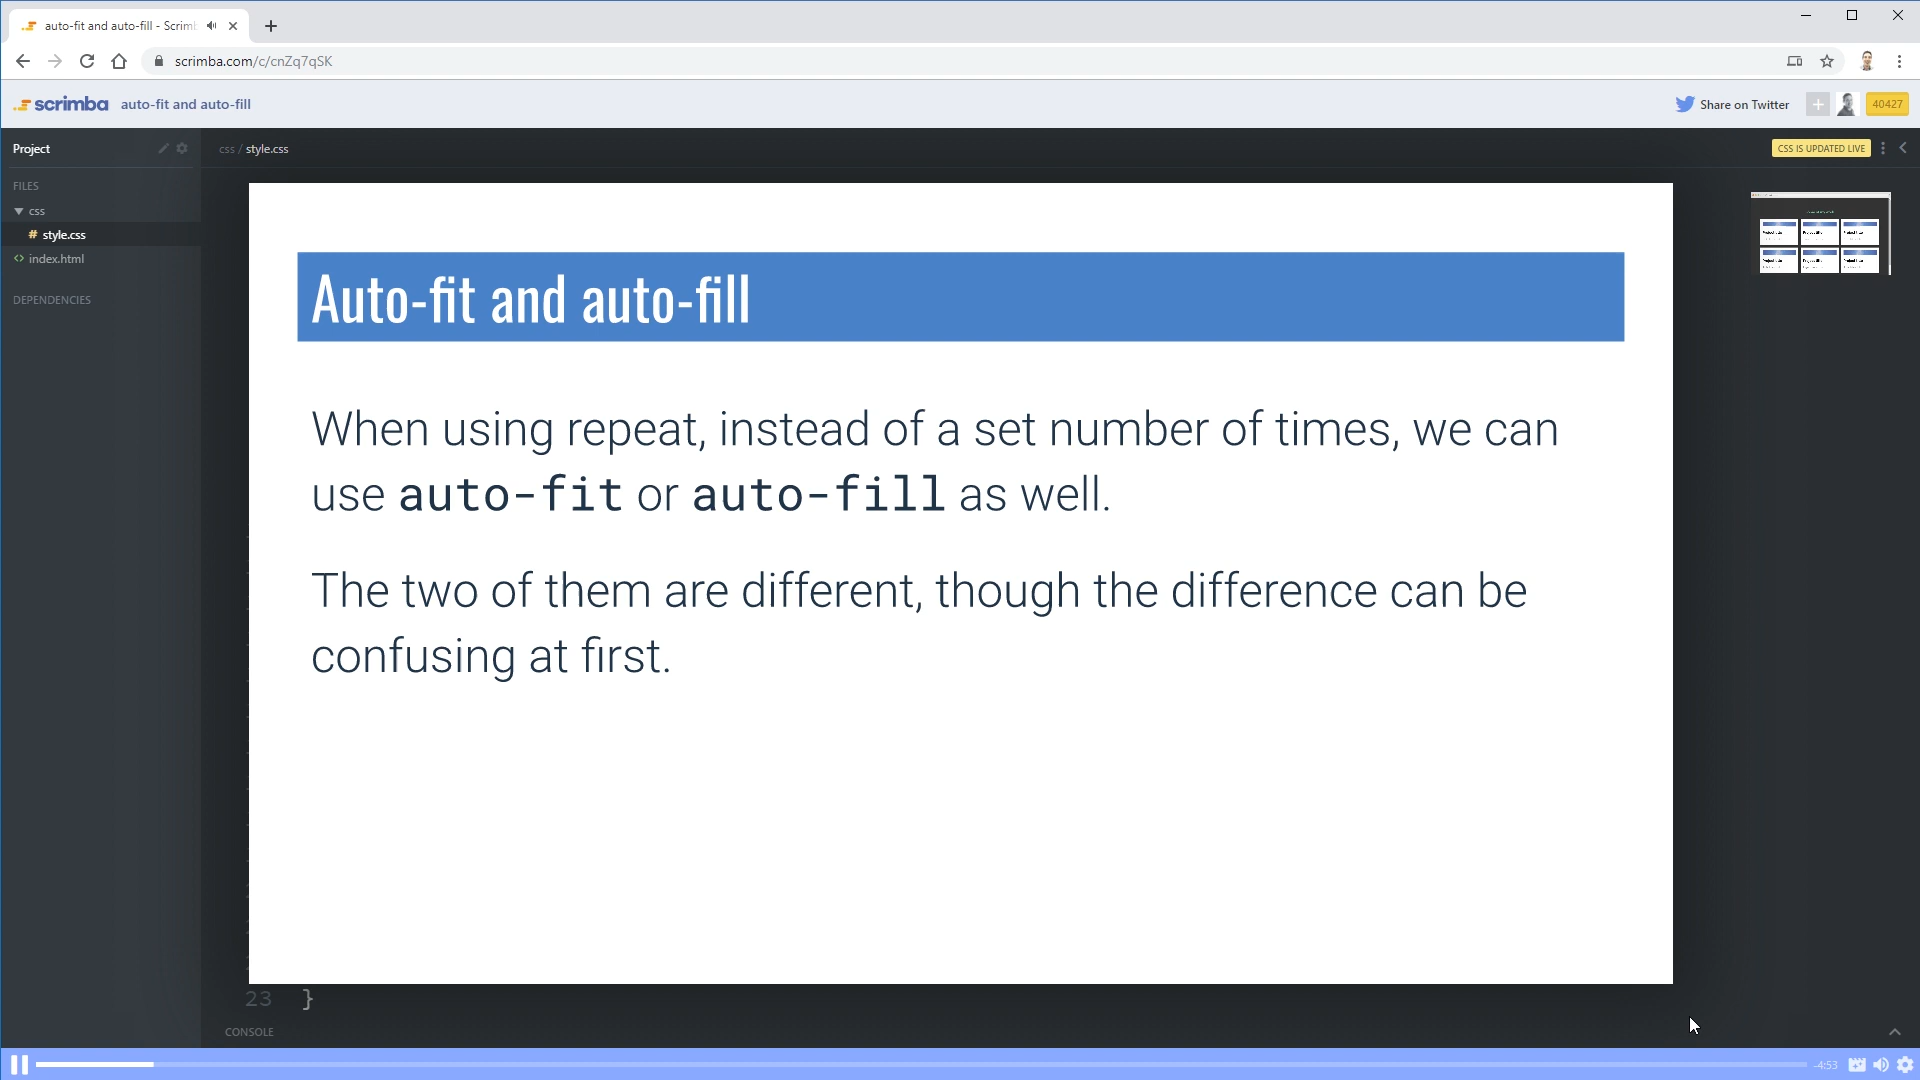 auto-fit and auto-fill - Scrim
scrimba.com/c/cnZq7qSK
scrimba auto-fit and auto-fill
Share on Twitter
40427
Project
css / style.css
CSS IS UPDATED LIVE
FILES
css
# style.css
<> index.html
DEPENDENCIES
Auto-fit and auto-fill
When using repeat, instead of a set number of times, we can
use auto-fit or auto-fill as well.
The two of them are different, though the difference can be
confusing at first.
23 }
CONSOLE
-4:53